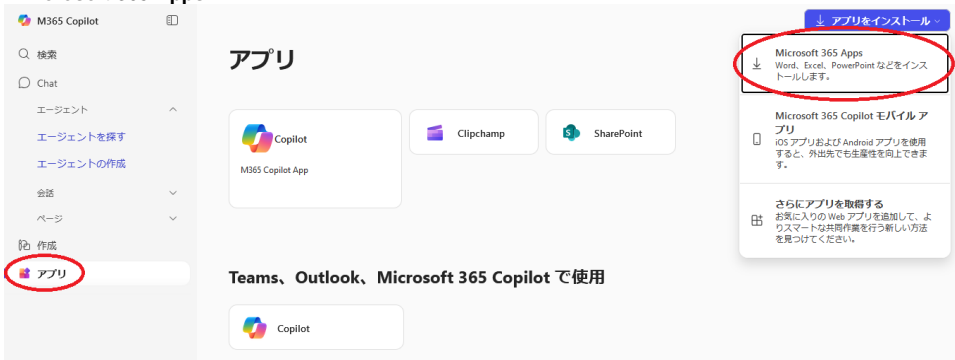 M365 Copilot
検索
Chat
エージェント
エージェントを探す
エージェントの作成
会話
ページ
作成
アプリ
アプリ
Copilot
M365 Copilot App
Clipchamp
SharePoint
Teams、Outlook、Microsoft 365 Copilot で使用
Copilot
アプリをインストール
Microsoft 365 Apps
Word、Excel、PowerPoint などをインス
トールします。
Microsoft 365 Copilot モバイル ア
プリ
iOS アプリおよび Android アプリを使用
すると、外出先でも生産性を向上できま
す。
さらにアプリを取得する
お気に入りの Web アプリを追加して、よ
りスマートな共同作業を行う新しい方法
を見つけてください。